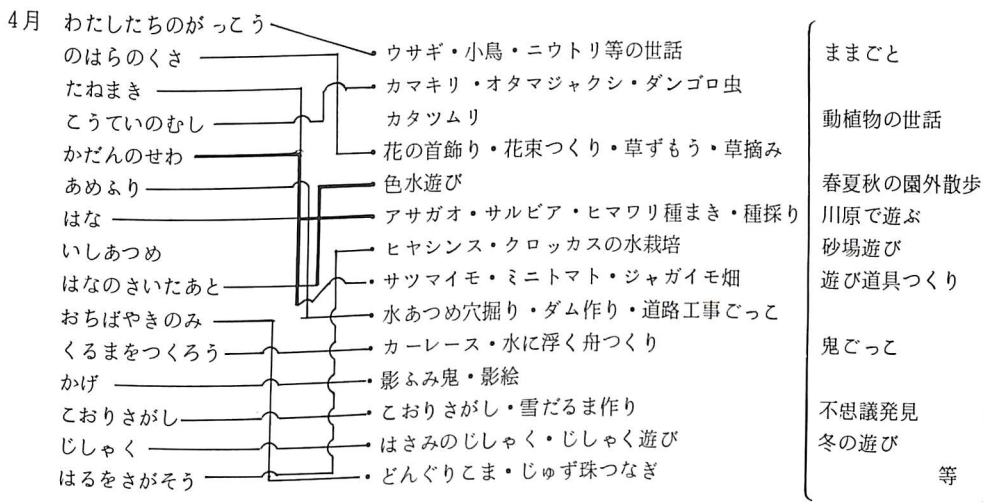 4月 わたしたちのがっこう
のはらのくさ
たねまき
こうていのむし
かだんのせわ
あめふり
はな
いしあつめ
はなのさいたあと
おちばやきのみ
くるまをつくろう
かげ
こおりさがし
じしゃく
はるをさがそう
・ウサギ・小鳥・ニウトリ等の世話
・カマキリ・オタマジャクシ・ダンゴロ虫
カタツムリ
・花の首飾り・花束つくり・草ずもう・草摘み
・色水遊び
・アサガオ・サルビア・ヒマワリ種まき・種採り
・ヒヤシンス・クロッカスの水栽培
・サツマイモ・ミニトマト・ジャガイモ畑
・水あつめ穴掘り・ダム作り・道路工事ごっこ
・カーレース・水に浮く舟つくり
・影ふみ鬼・影絵
・こおりさがし・雪だるま作り
・はさみのじしゃく・じしゃく遊び
・どんぐりこま・じゅず珠つなぎ
ままごと
動植物の世話
春夏秋の園外散歩
川原で遊ぶ
砂場遊び
遊び道具つくり
鬼ごっこ
不思議発見
冬の遊び
等